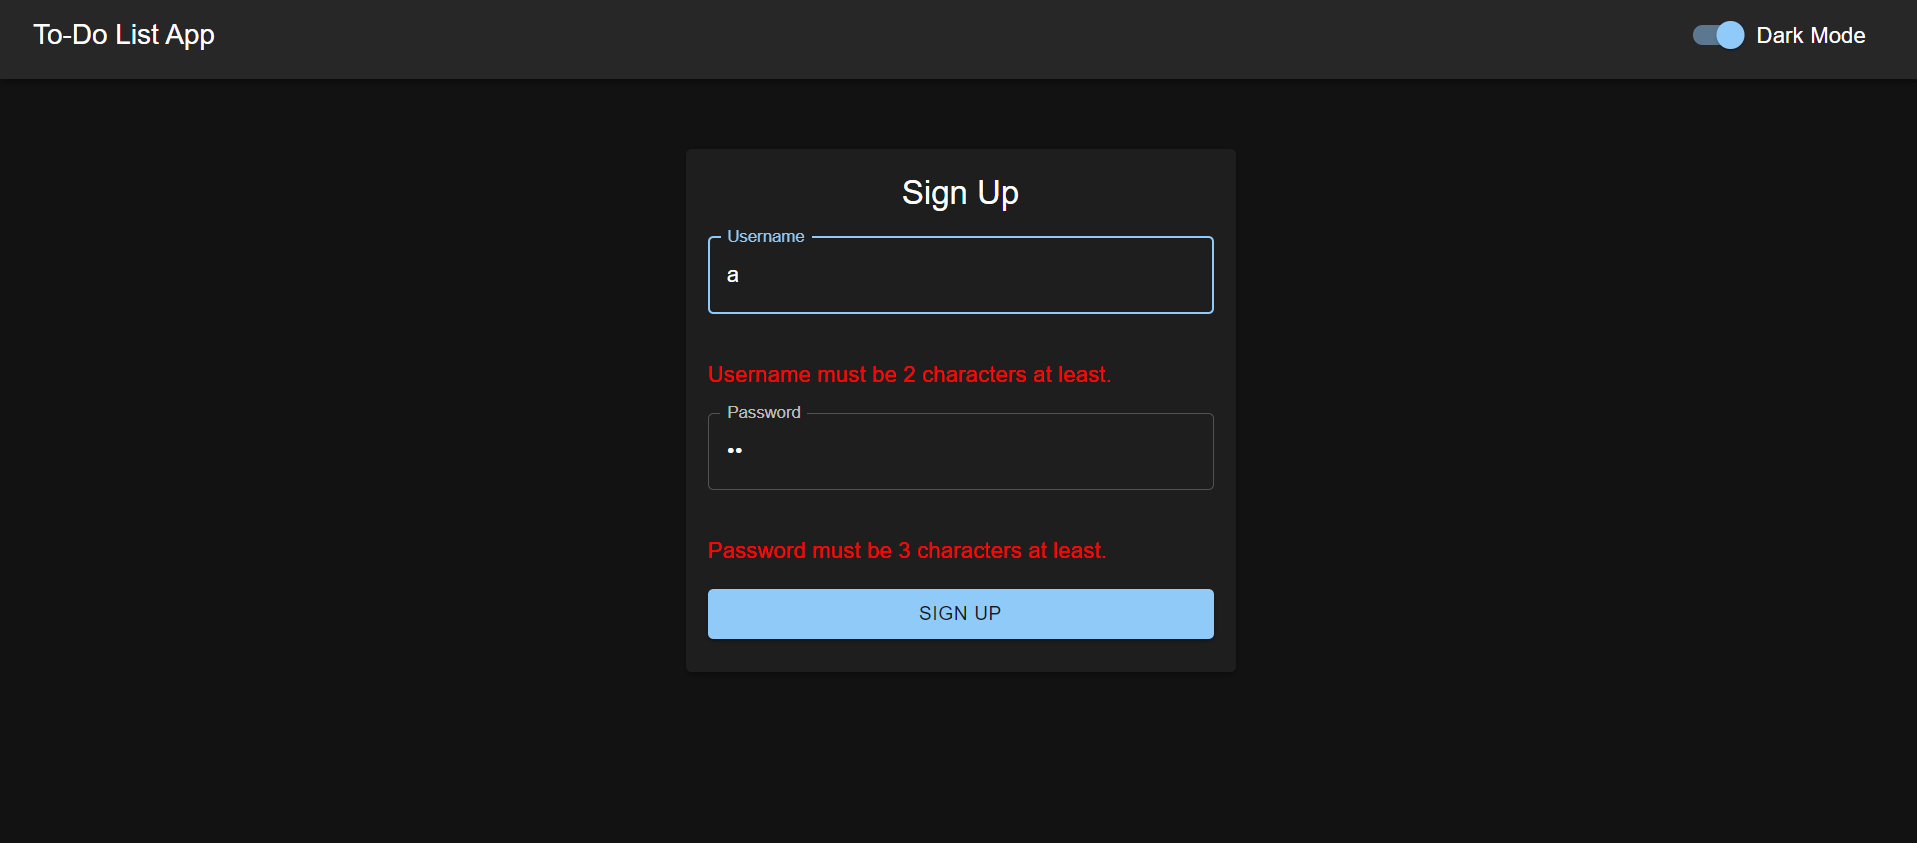 To-Do List App
Dark Mode
Sign Up
Username
a
Username must be 2 characters at least.
Password
••
Password must be 3 characters at least.
SIGN UP